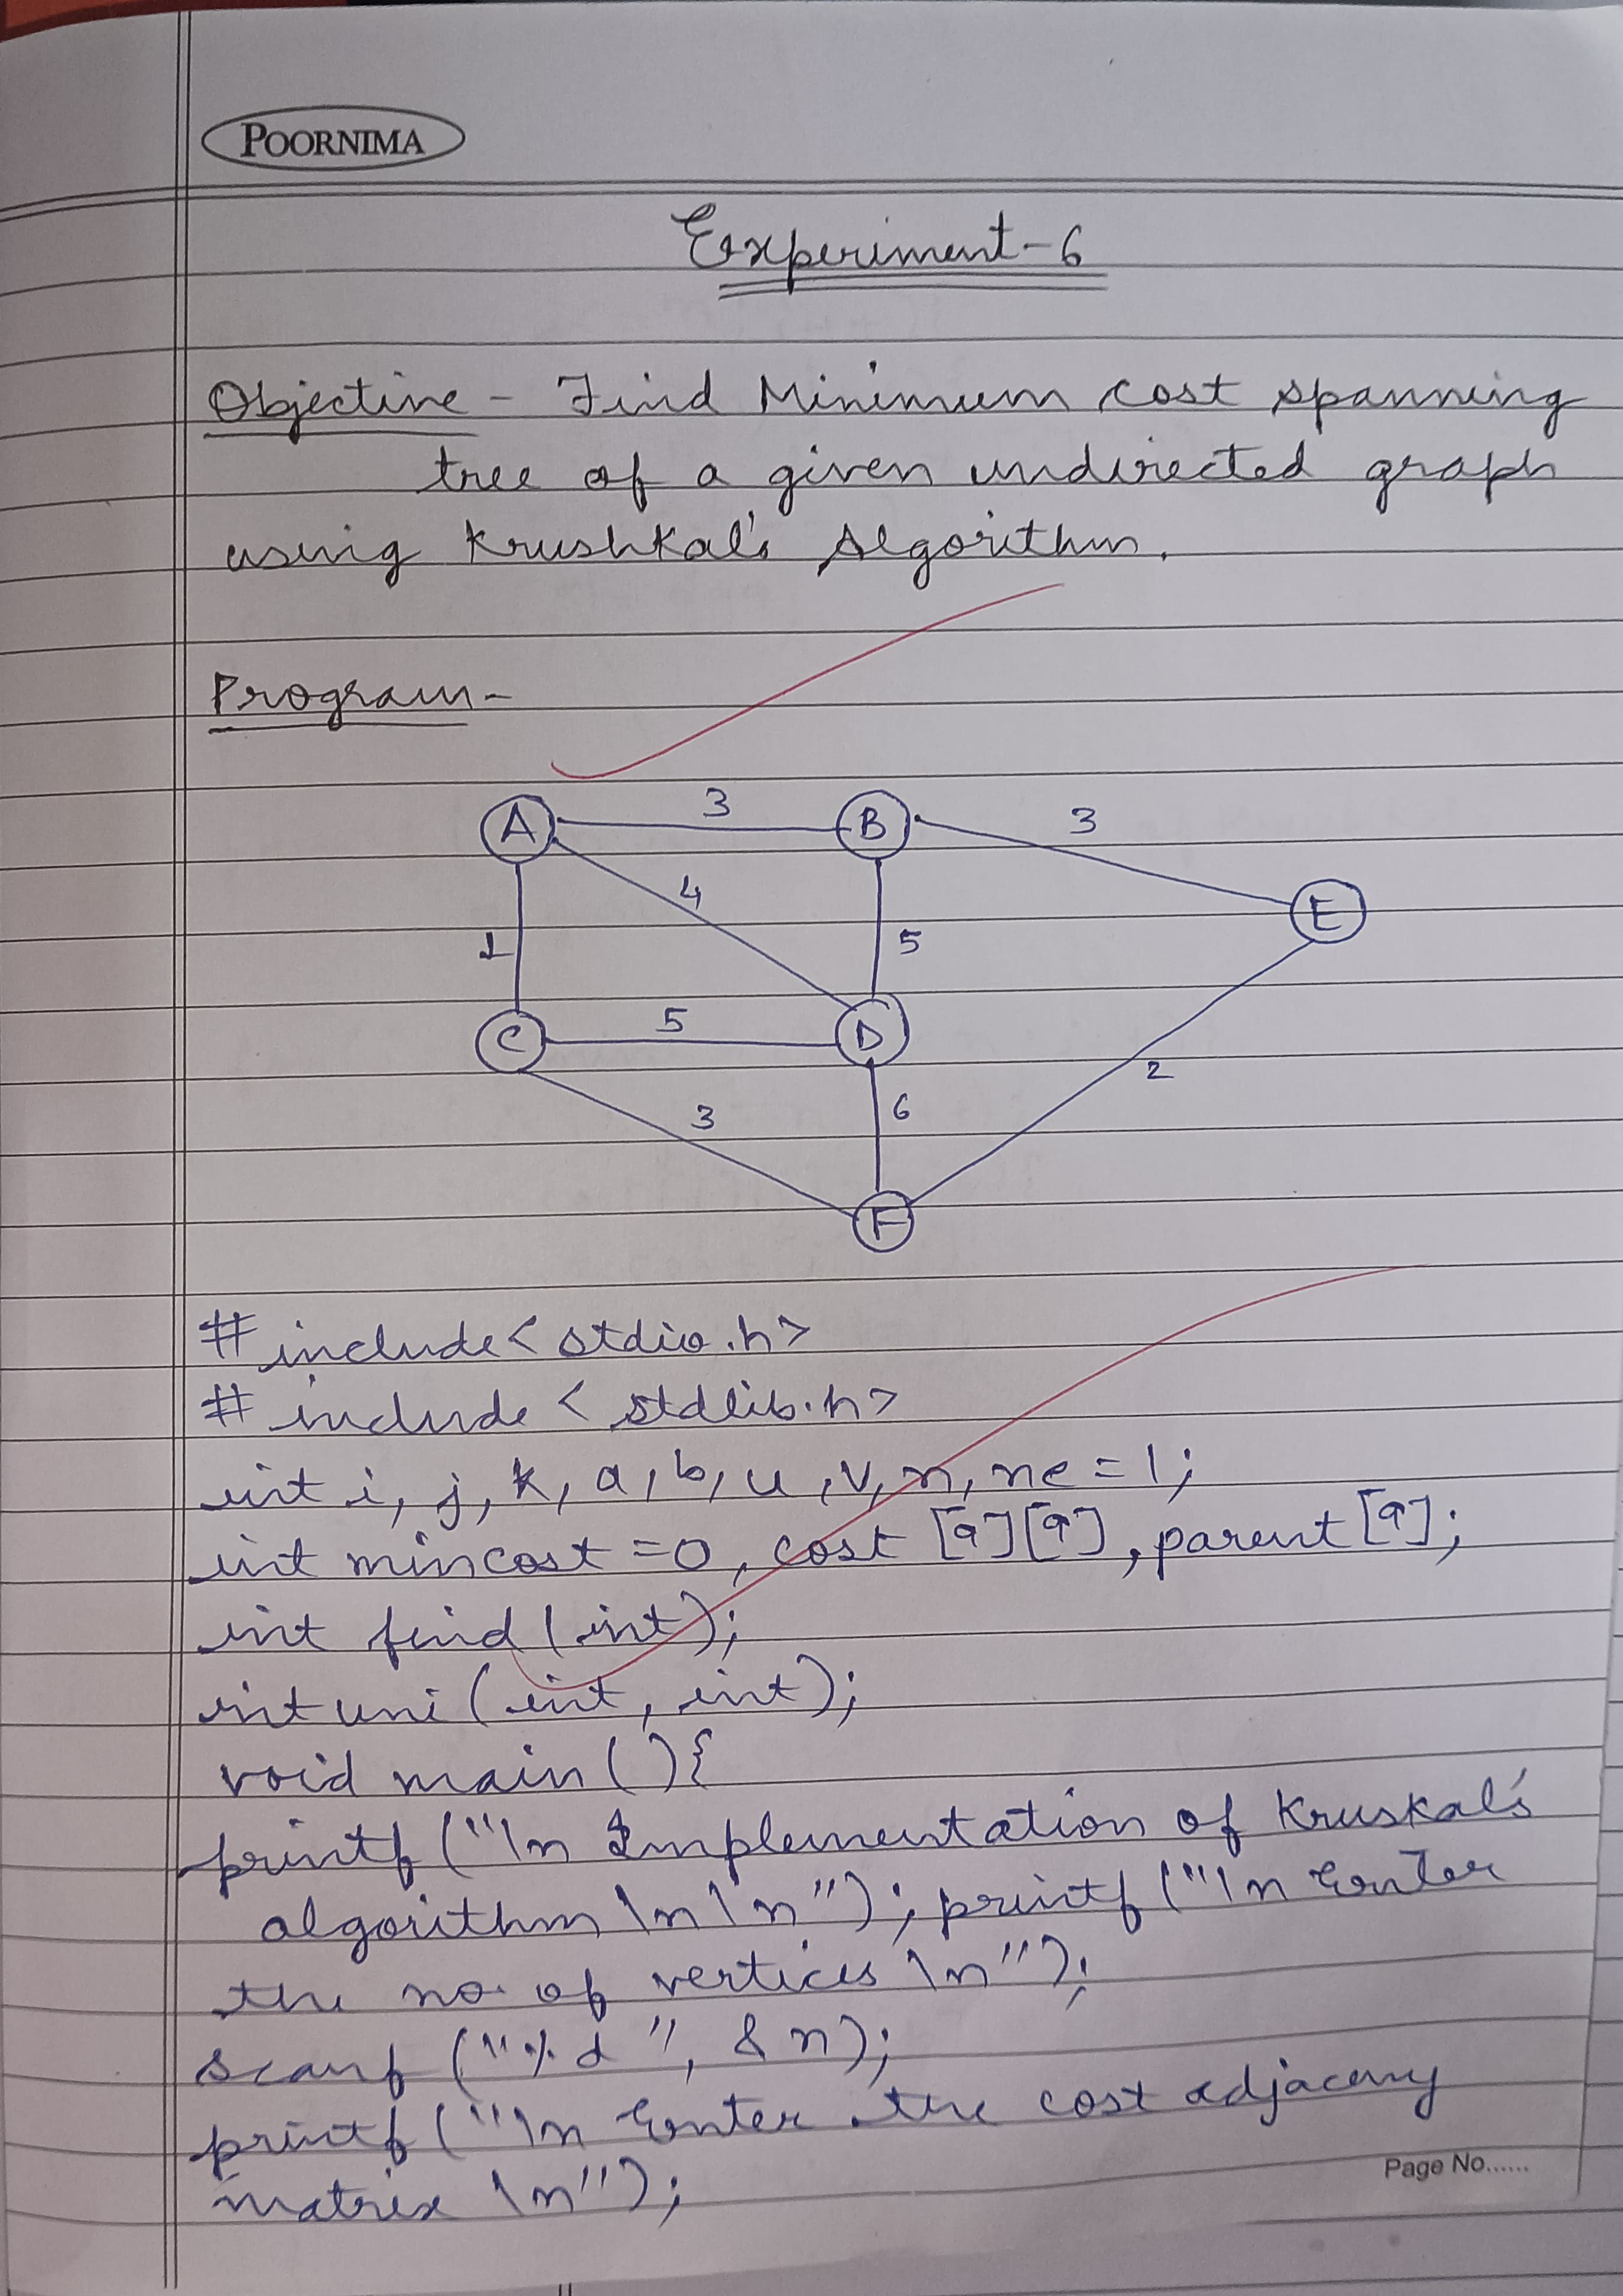 POORNIMA
Experiment-6
Objective - Find Minimum cost spanning
tree of a given undirected graph
using Krushkal's Algorithm.
Program-
A 3 B 3
4
E
1 5
C 5 D
2
3 6
F
#include< stdio.h>
# include < stdlib.h>
int i, j, k, a, b, u, v, n, ne = 1;
int mincost = 0, cost [9][9], parent [9];
int find (int);
int uni (int, int);
void main () {
printf ("\n Implementation of Kruskal's
algorithm \n \n"); printf ("\n Enter
the no. of vertices \n");
scanf ("%d", &n);
printf ("\n Enter the cost adjacency
matrix \n");
Page No......